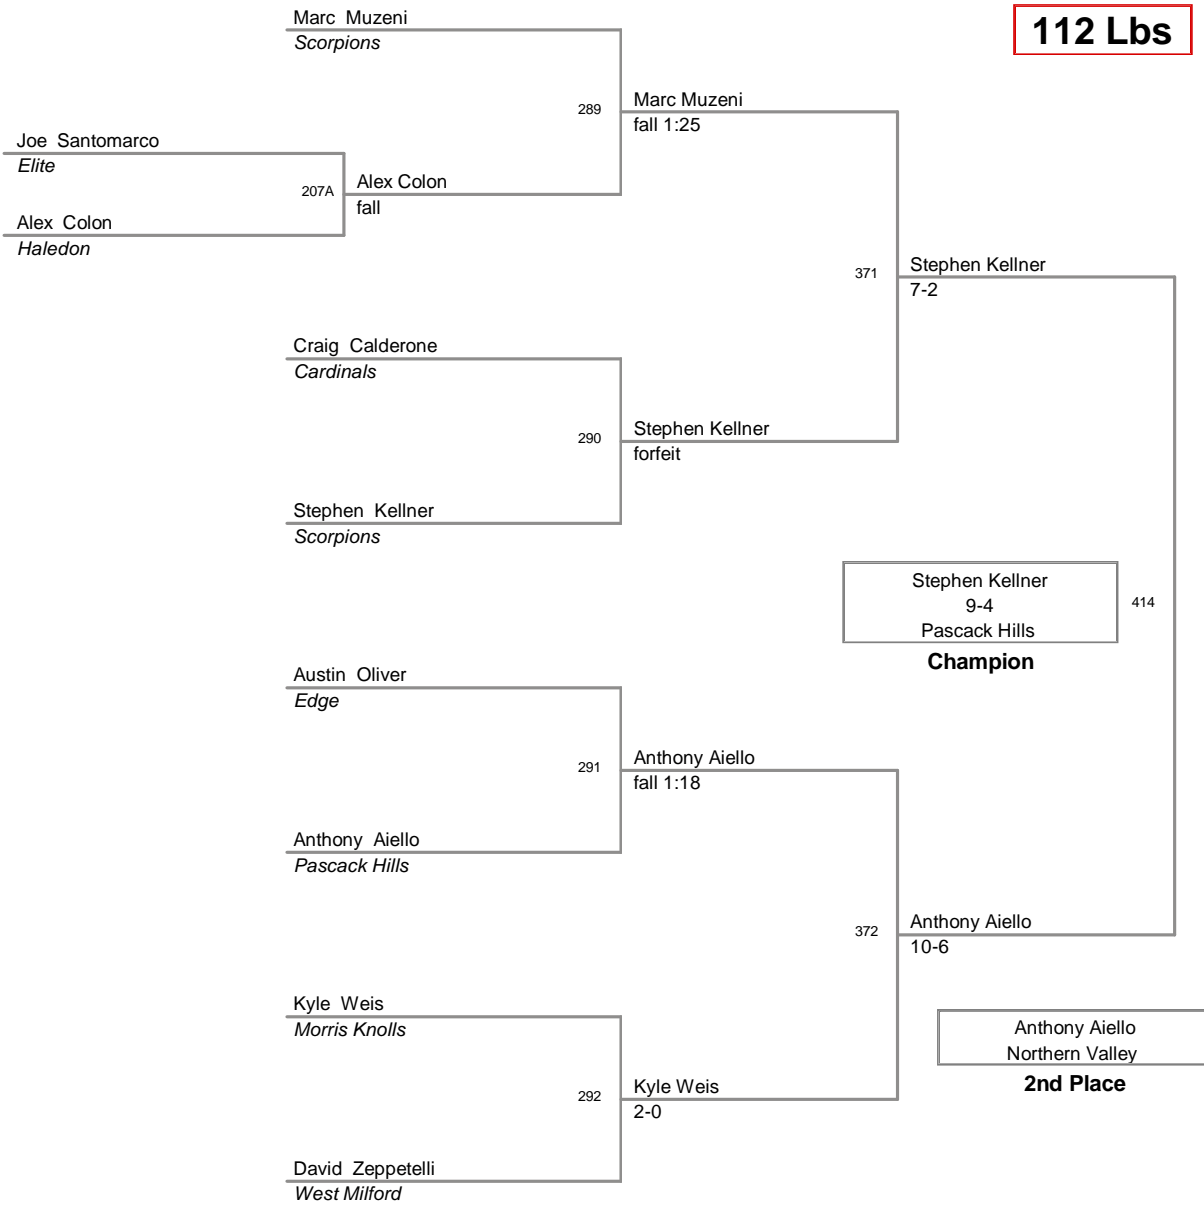 112 Lbs
Marc Muzeni
Scorpions
289
Marc Muzeni
fall 1:25
Joe Santomarco
Elite
207A
Alex Colon
fall
Alex Colon
Haledon
371
Stephen Kellner
7-2
Craig Calderone
Cardinals
290
Stephen Kellner
forfeit
Stephen Kellner
Scorpions
Stephen Kellner
9-4
Pascack Hills
414
Champion
Austin Oliver
Edge
291
Anthony Aiello
fall 1:18
Anthony Aiello
Pascack Hills
372
Anthony Aiello
10-6
Kyle Weis
Morris Knolls
Anthony Aiello
Northern Valley
2nd Place
292
Kyle Weis
2-0
David Zeppetelli
West Milford